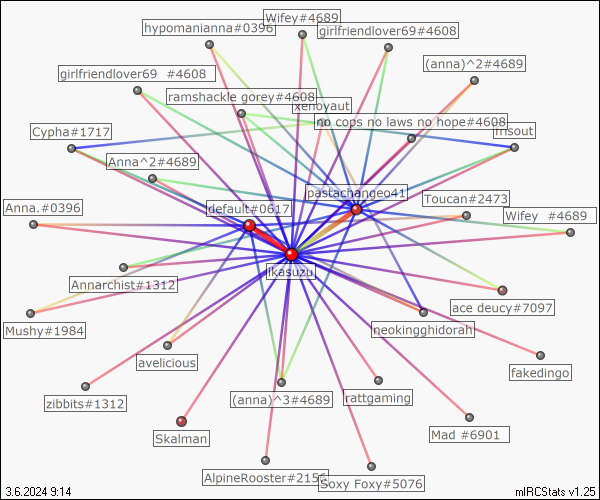 Wifey#4689
hypomanianna#0396
girlfriendlover69#4608
(anna)^2#4689
girlfriendlover69 #4608
ramshackle gorey#4608
xenoyaut
no cops no laws no hope#4608
Cypha#1717
frisout
Anna^2#4689
pastachangeo41
Toucan#2473
Anna.#0396
default#0617
Wifey #4689
ikasuzu
Annarchist#1312
ace deucy#7097
Mushy#1984
neokingghidorah
avelicious
fakedingo
zibbits#1312
(anna)^3#4689
rattgaming
Skalman
Mad #6901
AlpineRooster#2156
Soxy Foxy#5076
3.6.2024 9:14
mIRCStats v1.25